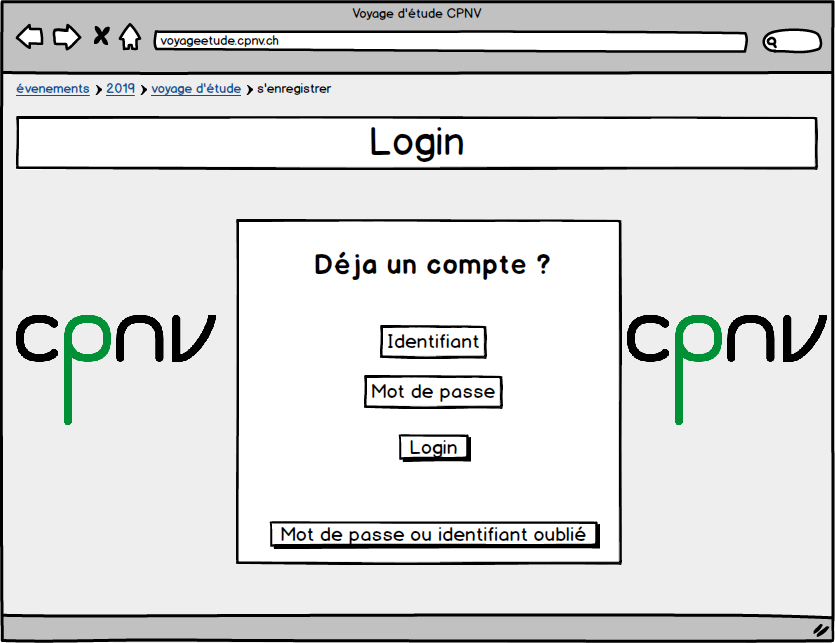 Voyage d'étude CPNV
voyageetude.cpnv.ch
évenements > 2019 > voyage d'étude > s'enregistrer
Login
Déja un compte ?
cpnv
cpnv
Identifiant
Mot de passe
Login
Mot de passe ou identifiant oublié